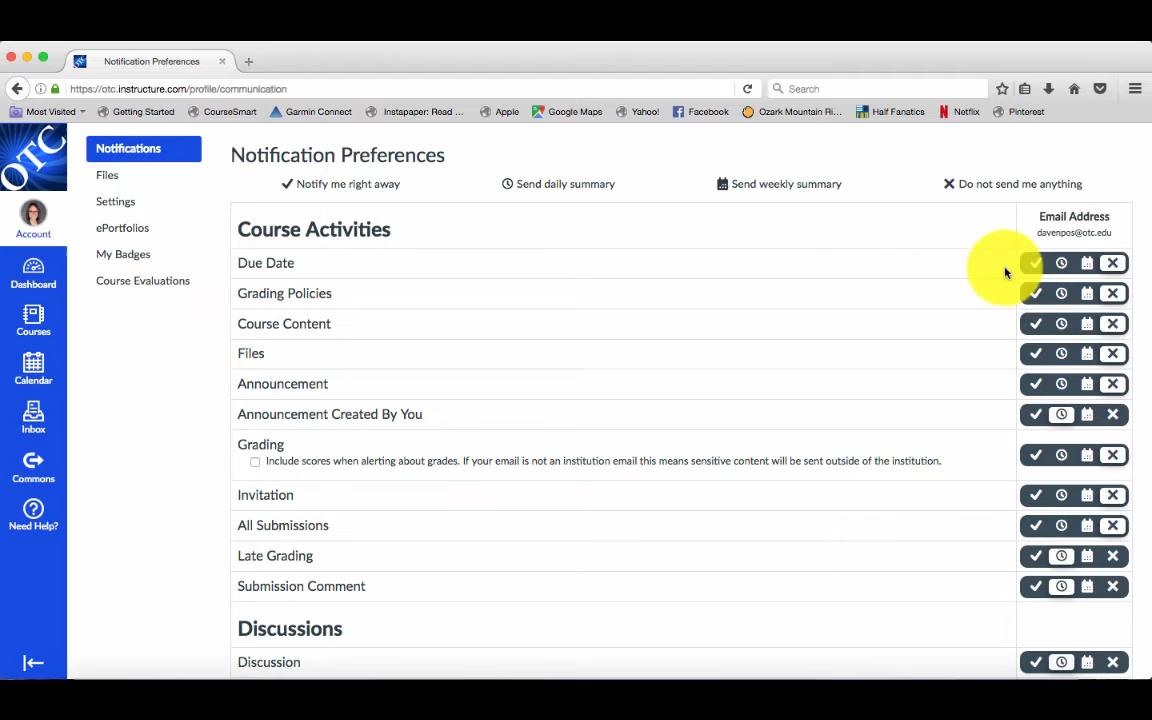 Notification Preferences
https://otc.instructure.com/profile/communication
Search
Most Visited
Getting Started
CourseSmart
Garmin Connect
Instapaper: Read ...
Apple
Google Maps
Yahoo!
Facebook
Ozark Mountain Ri...
Half Fanatics
Netflix
Pinterest
OTC
Account
Dashboard
Courses
Calendar
Inbox
Commons
Need Help?
Notifications
Files
Settings
ePortfolios
My Badges
Course Evaluations
Notification Preferences
Notify me right away
Send daily summary
Send weekly summary
Do not send me anything
Course Activities
Email Address
davenpos@otc.edu
Due Date
Grading Policies
Course Content
Files
Announcement
Announcement Created By You
Grading
Include scores when alerting about grades. If your email is not an institution email this means sensitive content will be sent outside of the institution.
Invitation
All Submissions
Late Grading
Submission Comment
Discussions
Discussion